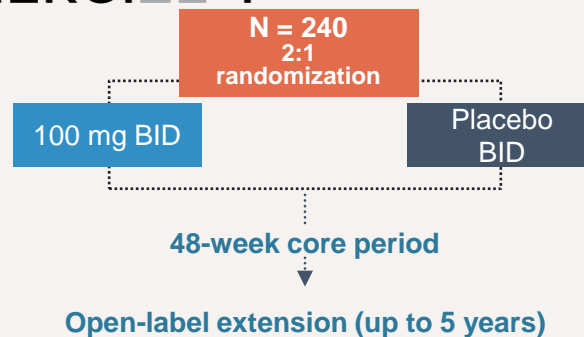 N = 240
2:1
randomization
100 mg BID
Placebo
BID
48-week core period
Open-label extension (up to 5 years)